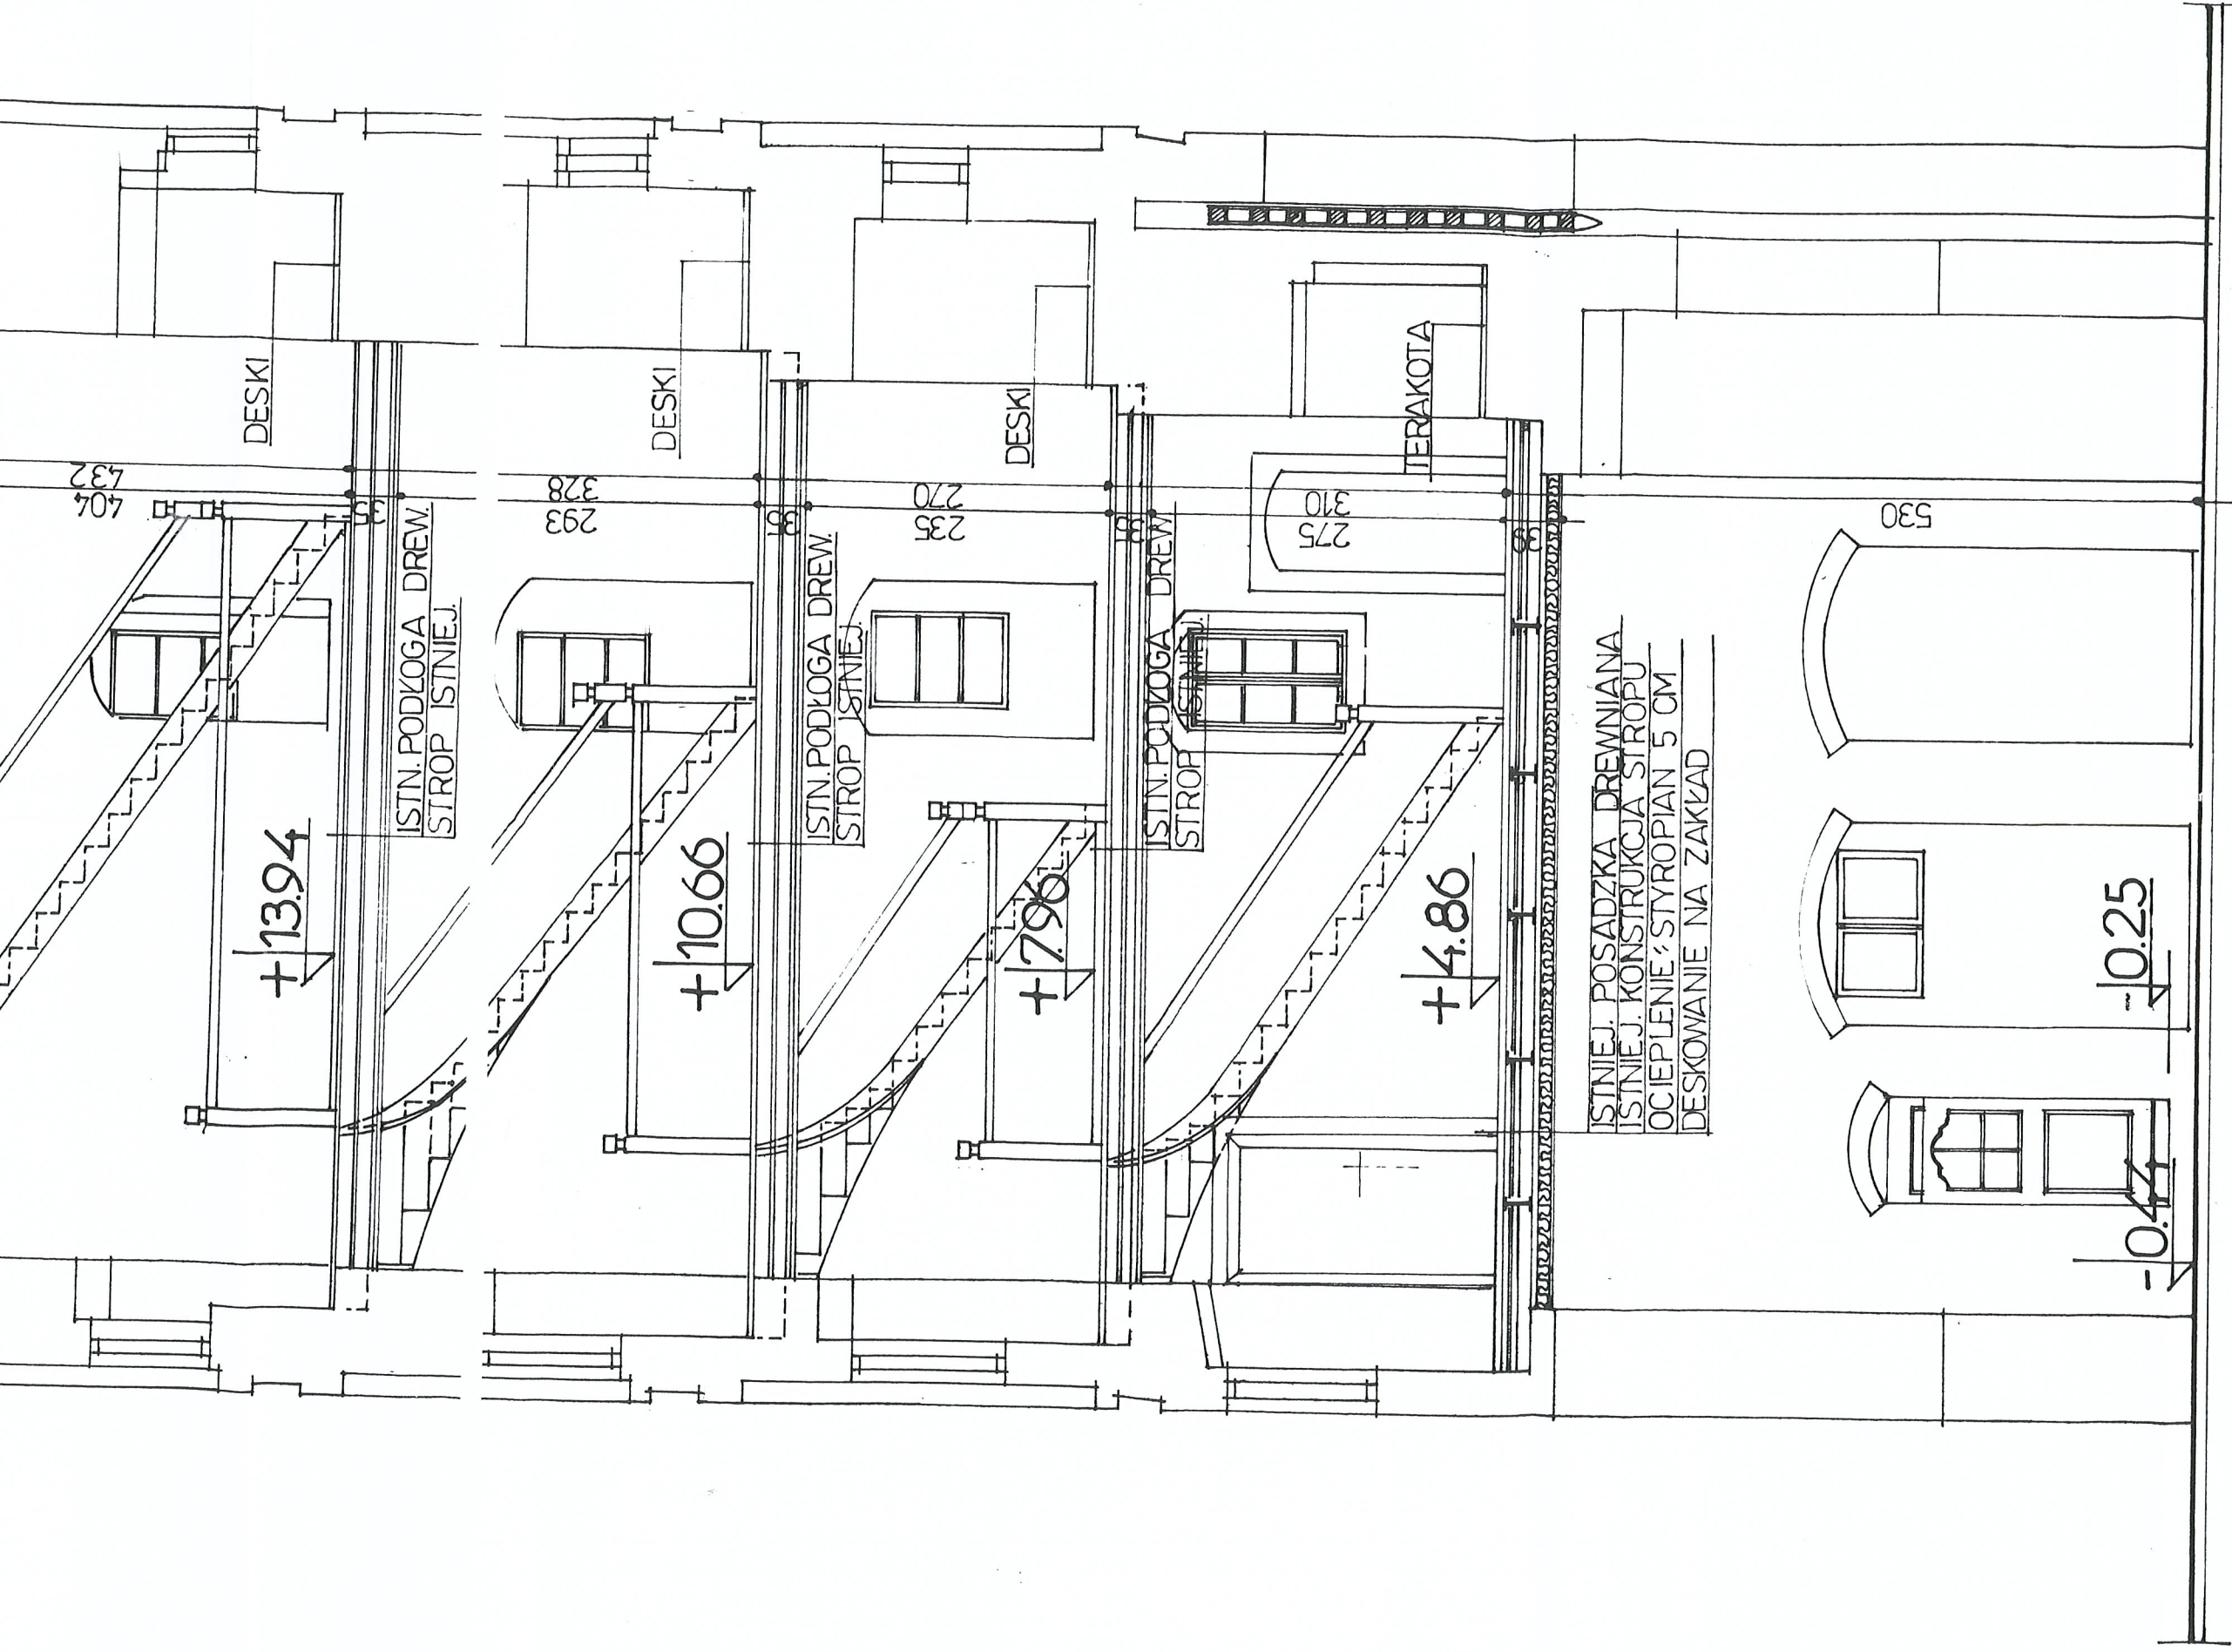 DESKI
432
404
35
ISTN. PODŁOGA DREW.
STROP ISTNIEJ.
+13.94
DESKI
328
293
35
ISTN. PODŁOGA DREW.
STROP ISTNIEJ.
+10.66
DESKI
270
235
35
ISTN. PODŁOGA DREW.
STROP ISTNIEJ.
+7.96
TERAKOTA
310
275
+4.86
ISTNIEJ. POSADZKA DREWNIANA
ISTNIEJ. KONSTRUKCJA STROPU
OCIEPLENIE: STYROPIAN 5 CM
DESKOWANIE NA ZAKŁAD
530
-0.25
-0.44